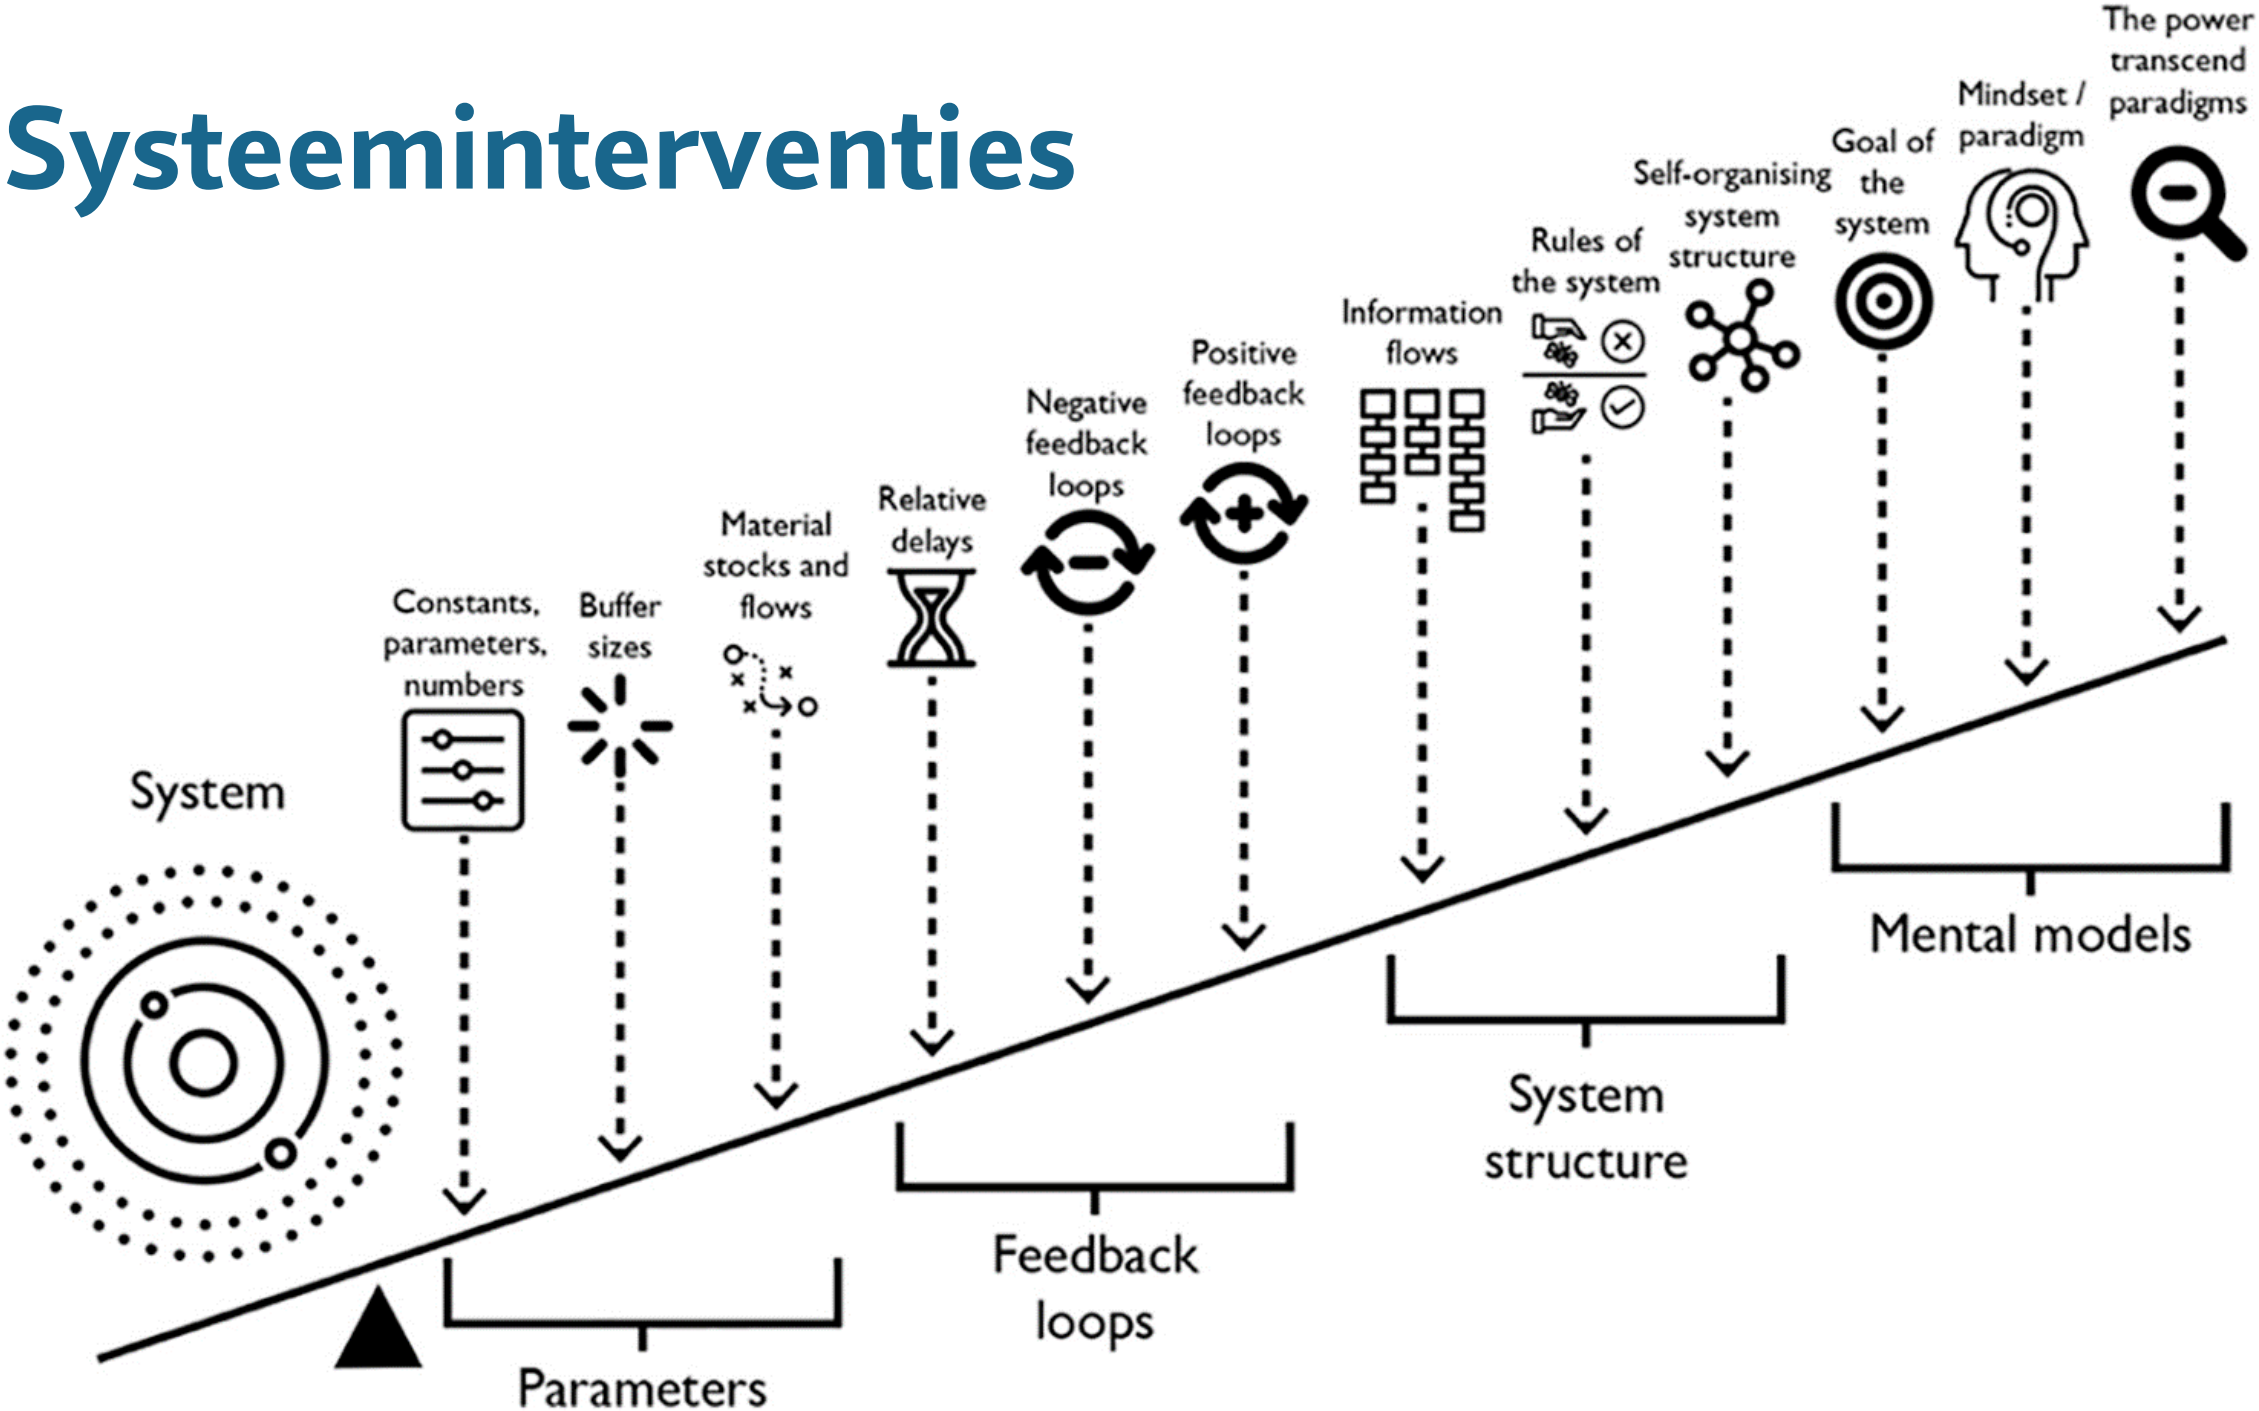 Systeeminterventies
System
Constants,
parameters,
numbers
Buffer
sizes
Material
stocks and
flows
Relative
delays
Negative
feedback
loops
Positive
feedback
loops
Information
flows
Rules of
the system
Self-organising
system
structure
Goal of
the
system
Mindset /
paradigm
The power
transcend
paradigms
Parameters
Feedback
loops
System
structure
Mental models